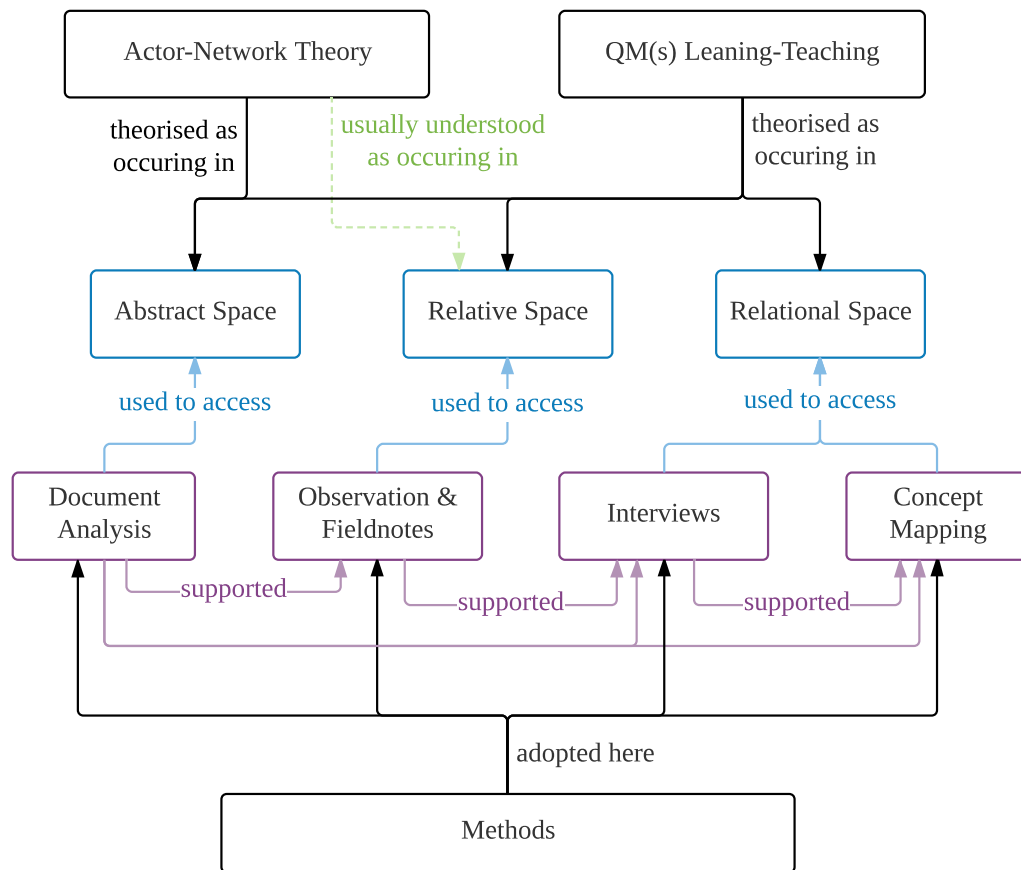 Actor-Network Theory
QM(s) Leaning-Teaching
theorised as
occuring in
usually understood
as occuring in
theorised as
occuring in
Abstract Space
Relative Space
Relational Space
used to access
used to access
used to access
Document
Analysis
Observation &
Fieldnotes
Interviews
Concept
Mapping
supported
supported
supported
adopted here
Methods